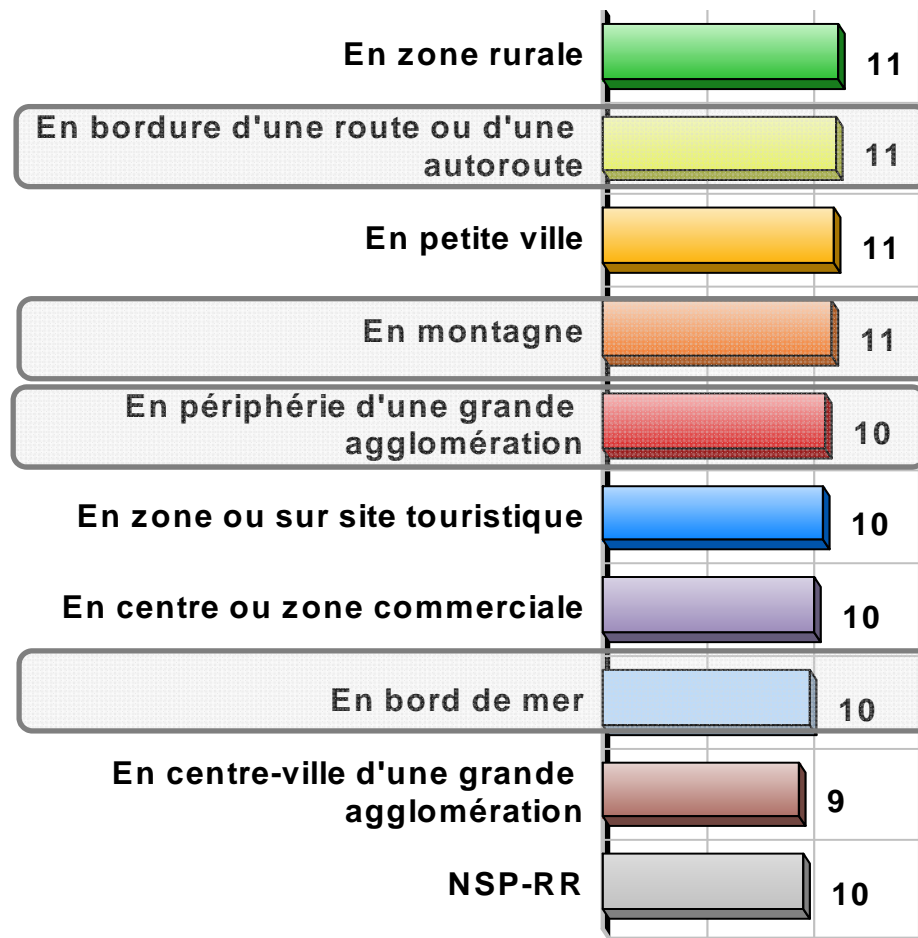 En zone rurale
11
En bordure d'une route ou d'une
autoroute
11
En petite ville
11
En montagne
11
En périphérie d'une grande
agglomération
10
En zone ou sur site touristique
10
En centre ou zone commerciale
10
En bord de mer
10
En centre-ville d'une grande
agglomération
9
NSP-RR
10